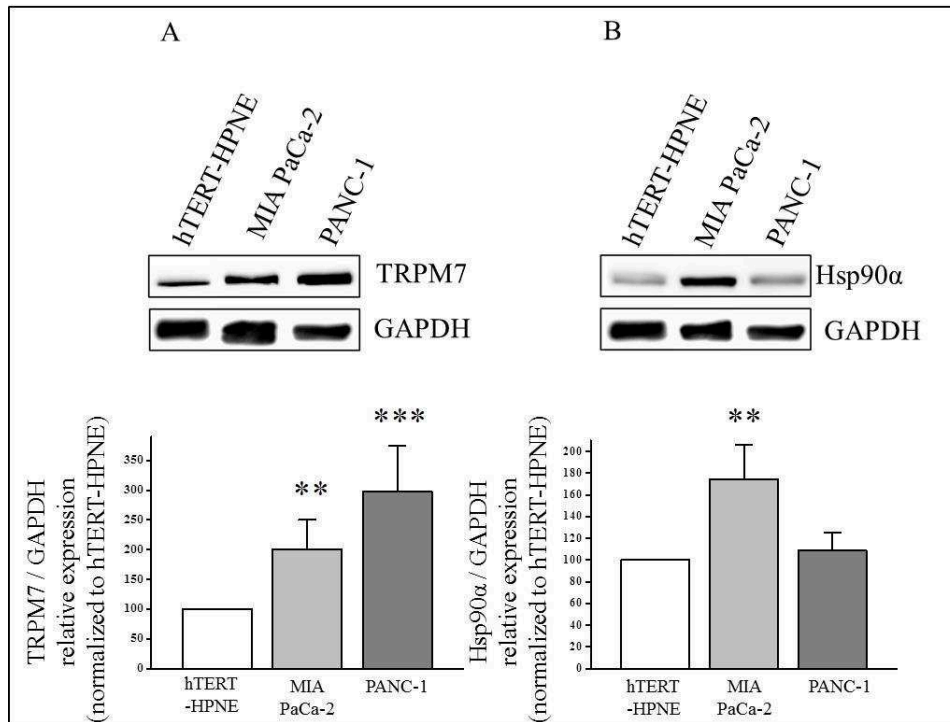 A
hTERT-HPNE
MIA PaCa-2
PANC-1
TRPM7
GAPDH
TRPM7 / GAPDH
relative expression
(normalized to hTERT-HPNE)
350
300
250
200
150
100
50
0
**
***
hTERT
-HPNE
MIA
PaCa-2
PANC-1
B
hTERT-HPNE
MIA PaCa-2
PANC-1
Hsp90α
GAPDH
Hsp90α / GAPDH
relative expression
(normalized to hTERT-HPNE)
200
180
160
140
120
100
80
60
40
20
0
**
hTERT
-HPNE
MIA
PaCa-2
PANC-1